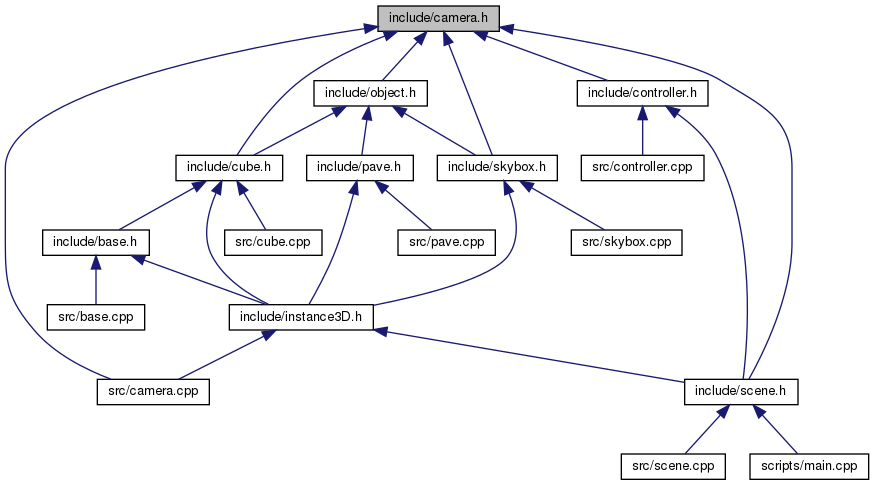 include/camera.h
include/object.h
include/controller.h
include/cube.h
include/pave.h
include/skybox.h
src/controller.cpp
include/base.h
src/cube.cpp
src/pave.cpp
src/skybox.cpp
src/base.cpp
include/instance3D.h
src/camera.cpp
include/scene.h
src/scene.cpp
scripts/main.cpp